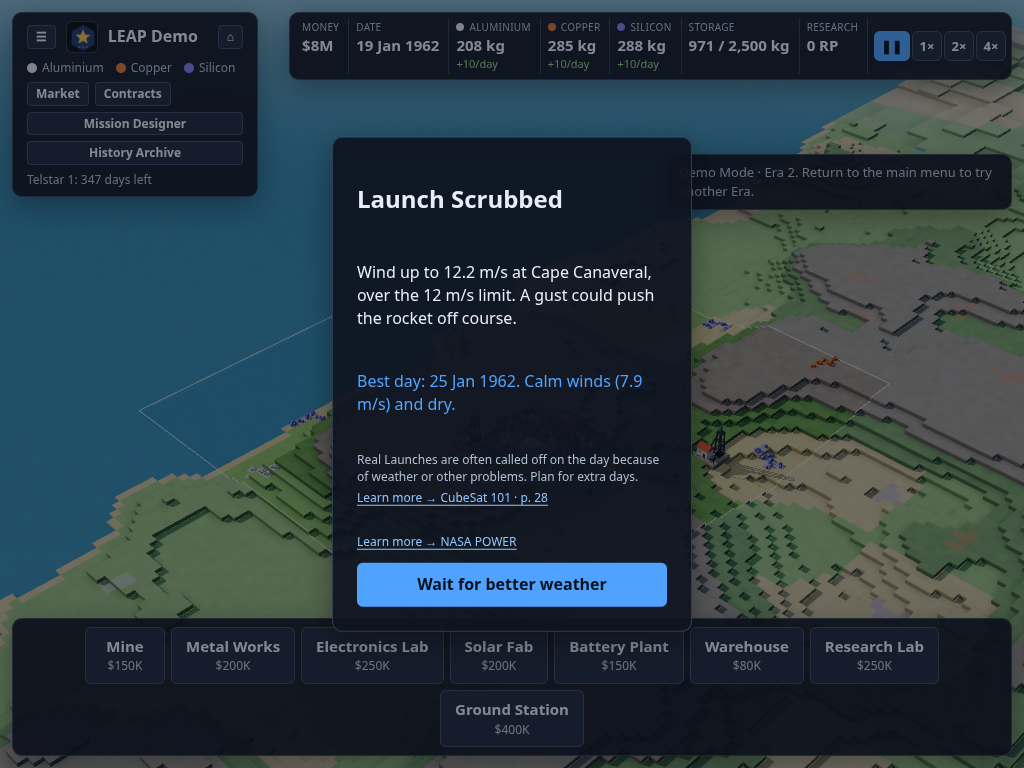 ☰ LEAP Demo ⌂
Aluminium Copper Silicon
Market Contracts
Mission Designer
History Archive
Telstar 1: 347 days left
MONEY DATE ALUMINIUM COPPER SILICON STORAGE RESEARCH
$8M 19 Jan 1962 208 kg 285 kg 288 kg 971 / 2,500 kg 0 RP ❚❚ 1× 2× 4×
+10/day +10/day +10/day
Demo Mode · Era 2. Return to the main menu to try
another Era.
Launch Scrubbed
Wind up to 12.2 m/s at Cape Canaveral,
over the 12 m/s limit. A gust could push
the rocket off course.
Best day: 25 Jan 1962. Calm winds (7.9
m/s) and dry.
Real Launches are often called off on the day because
of weather or other problems. Plan for extra days.
Learn more → CubeSat 101 · p. 28
Learn more → NASA POWER
Wait for better weather
Mine Metal Works Electronics Lab Solar Fab Battery Plant Warehouse Research Lab
$150K $200K $250K $200K $150K $80K $250K
Ground Station
$400K